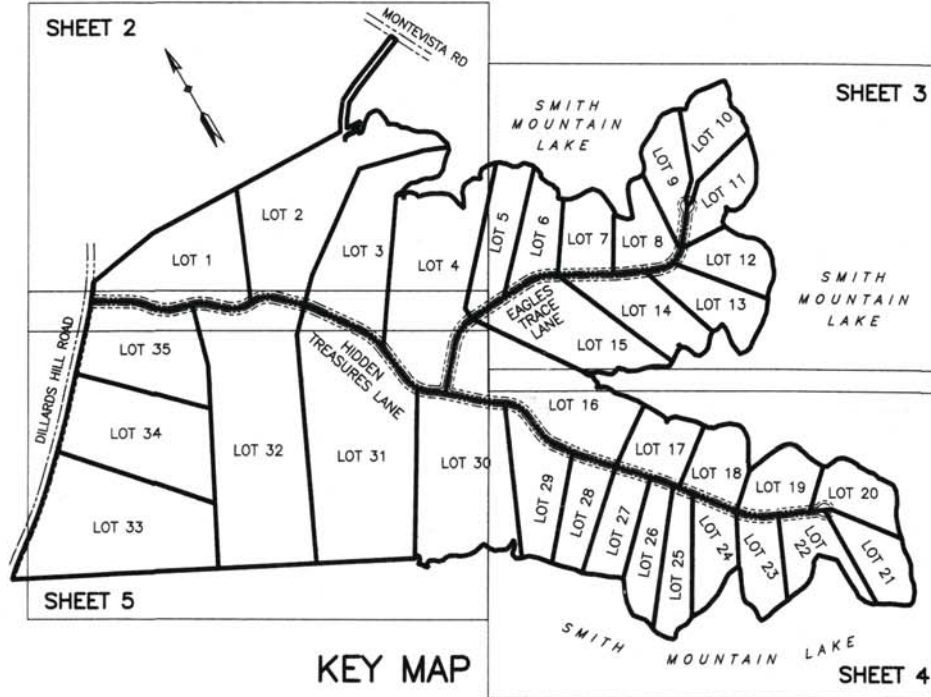 SHEET 2
MONTEVISTA RD
SHEET 3
SMITH
MOUNTAIN
LAKE
LOT 10
LOT 9
LOT 11
LOT 2
LOT 1
LOT 3
LOT 4
LOT 5
LOT 6
LOT 7
LOT 8
LOT 12
LOT 13
SMITH
MOUNTAIN
LAKE
EAGLES
TRACE
LANE
LOT 14
LOT 15
DILLARDS HILL ROAD
LOT 35
HIDDEN
TREASURES LANE
LOT 34
LOT 32
LOT 31
LOT 30
LOT 33
LOT 16
LOT 17
LOT 18
LOT 19
LOT 20
LOT 29
LOT 28
LOT 27
LOT 26
LOT 25
LOT 24
LOT 23
LOT 22
LOT 21
SHEET 5
SMITH MOUNTAIN LAKE
KEY MAP
SHEET 4